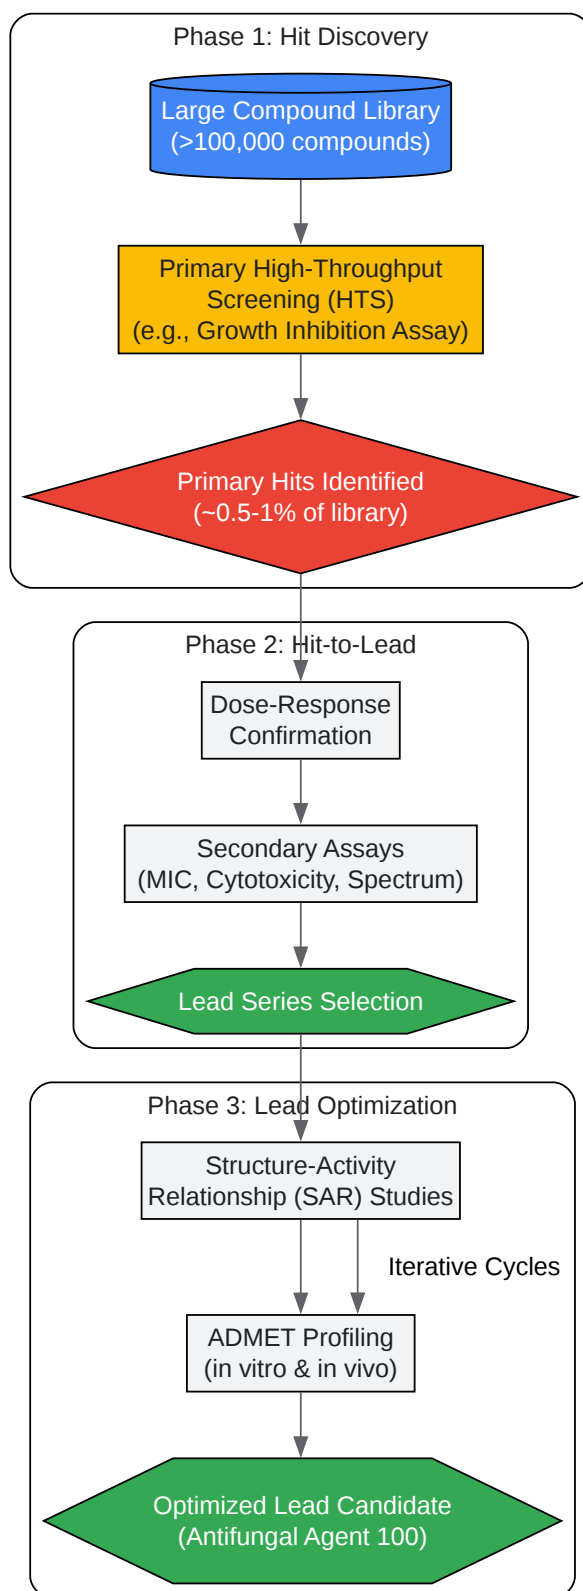 Phase 1: Hit Discovery
Large Compound Library
(>100,000 compounds)
Primary High-Throughput
Screening (HTS)
(e.g., Growth Inhibition Assay)
Primary Hits Identified
(~0.5-1% of library)
Phase 2: Hit-to-Lead
Dose-Response
Confirmation
Secondary Assays
(MIC, Cytotoxicity, Spectrum)
Lead Series Selection
Phase 3: Lead Optimization
Structure-Activity
Relationship (SAR) Studies
Iterative Cycles
ADMET Profiling
(in vitro & in vivo)
Optimized Lead Candidate
(Antifungal Agent 100)